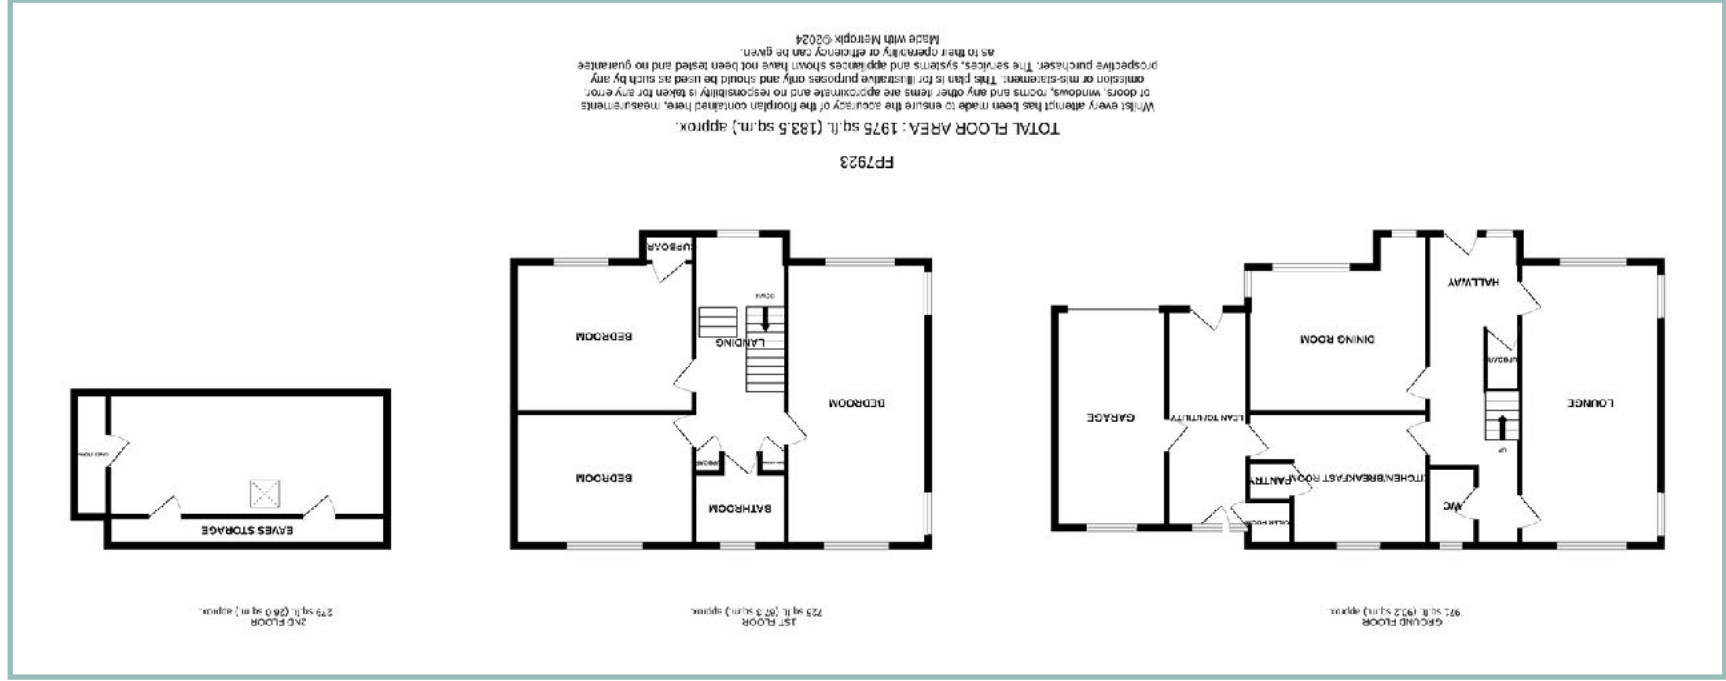 GROUND FLOOR
971 sq.ft. (90.2 sq.m.) approx.
LOUNGE
WC
UP
UPBOAR
HALLWAY
KITCHEN/BREAKFAST ROOM
PANTRY
DINING ROOM
LEAN TO/UTILITY
GARAGE
1ST FLOOR
725 sq.ft. (67.3 sq.m.) approx.
BATHROOM
BEDROOM
UPBOAR
BEDROOM
BEDROOM
LANDING
DOWN
CUPBOAR
2ND FLOOR
279 sq.ft. (26.0 sq.m.) approx.
EAVES STORAGE
FP7923
TOTAL FLOOR AREA : 1975 sq.ft. (183.5 sq.m.) approx.
Whilst every attempt has been made to ensure the accuracy of the floorplan contained here, measurements
of doors, windows, rooms and any other items are approximate and no responsibility is taken for any error,
omission or mis-statement. This plan is for illustrative purposes only and should be used as such by any
prospective purchaser. The services, systems and appliances shown have not been tested and no guarantee
as to their operability or efficiency can be given.
Made with Metropix ©2024